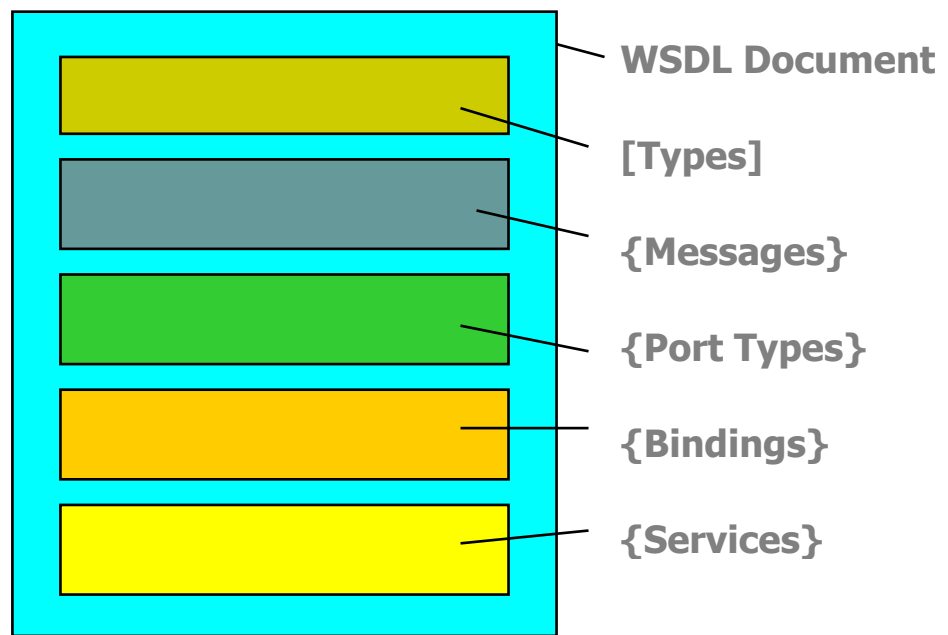 WSDL Document
[Types]
{Messages}
{Port Types}
{Bindings}
{Services}